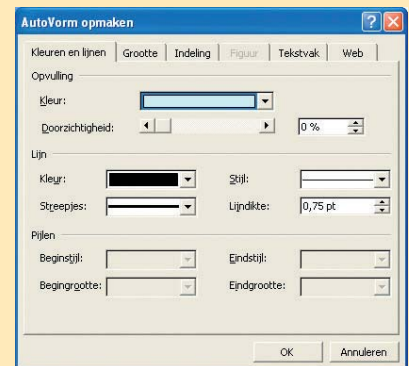 AutoVorm opmaken
Kleuren en lijnen Grootte Indeling Figuur Tekstvak Web
Opvulling
Kleur:
Doorzichtigheid: 0 %
Lijn
Kleur: Stijl:
Streepjes: Lijndikte: 0,75 pt
Pijlen
Beginstijl: Eindstijl:
Begingrootte: Eindgrootte:
OK Annuleren